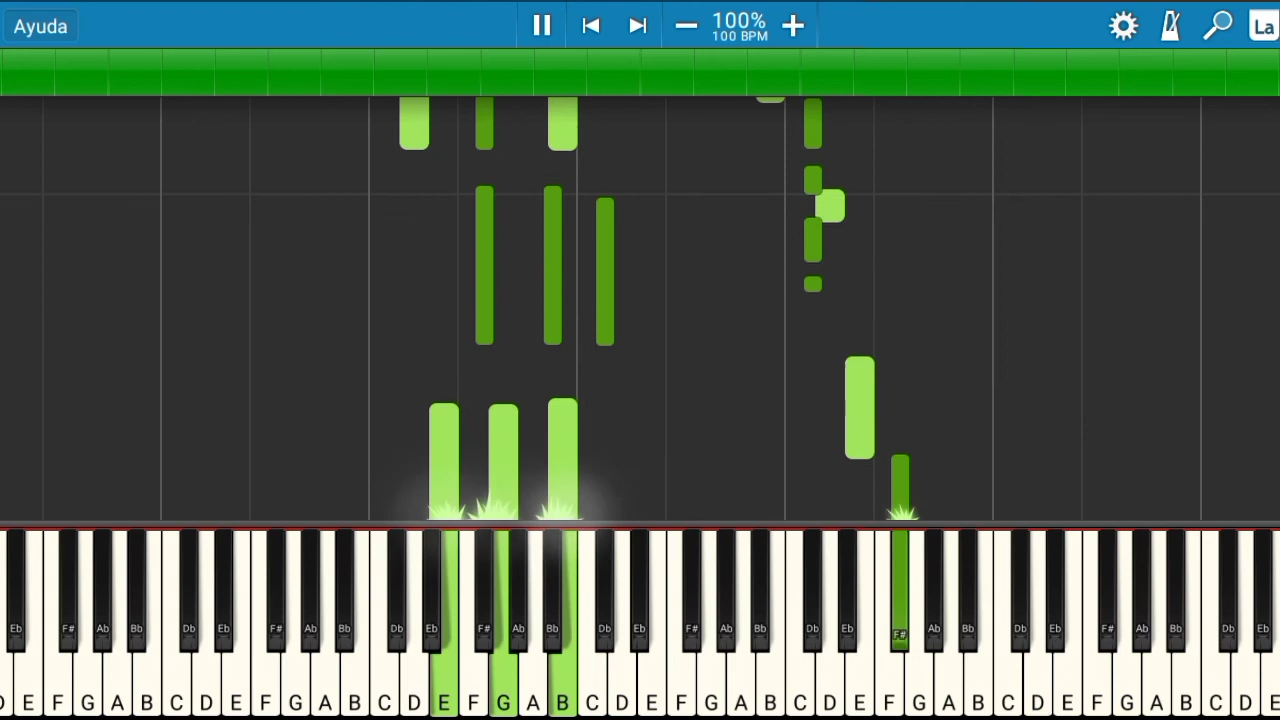 Ayuda
100%
100 BPM
La
Eb F# Ab Bb Db Eb F# Ab Bb Db Eb F# Ab Bb Db Eb F# Ab Bb Db Eb F# Ab Bb Db Eb F# Ab Bb Db Eb
E F G A B C D E F G A B C D E F G A B C D E F G A B C D E F G A B C D E F G A B C D E